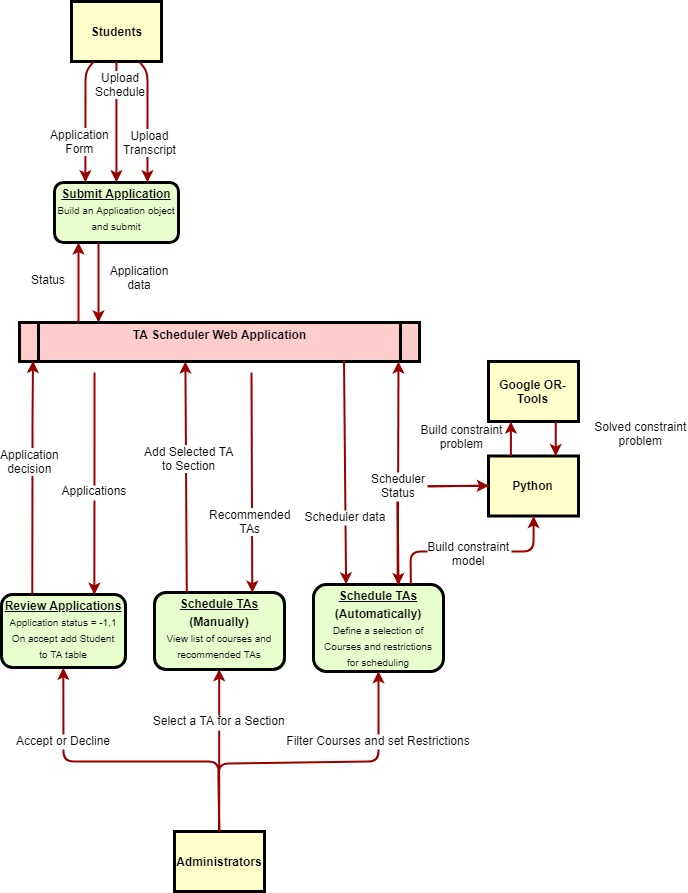 Students
Upload
Schedule
Application
Form
Upload
Transcript
Submit Application
Build an Application object
and submit
Status
Application
data
TA Scheduler Web Application
Google OR-
Tools
Build constraint
problem
Solved constraint
problem
Application
decision
Applications
Add Selected TA
to Section
Recommended
TAs
Scheduler data
Scheduler
Status
Python
Build constraint
model
Review Applications
Application status = -1,1
On accept add Student
to TA table
Schedule TAs
(Manually)
View list of courses and
recommended TAs
Schedule TAs
(Automatically)
Define a selection of
Courses and restrictions
for scheduling
Accept or Decline
Select a TA for a Section
Filter Courses and set Restrictions
Administrators